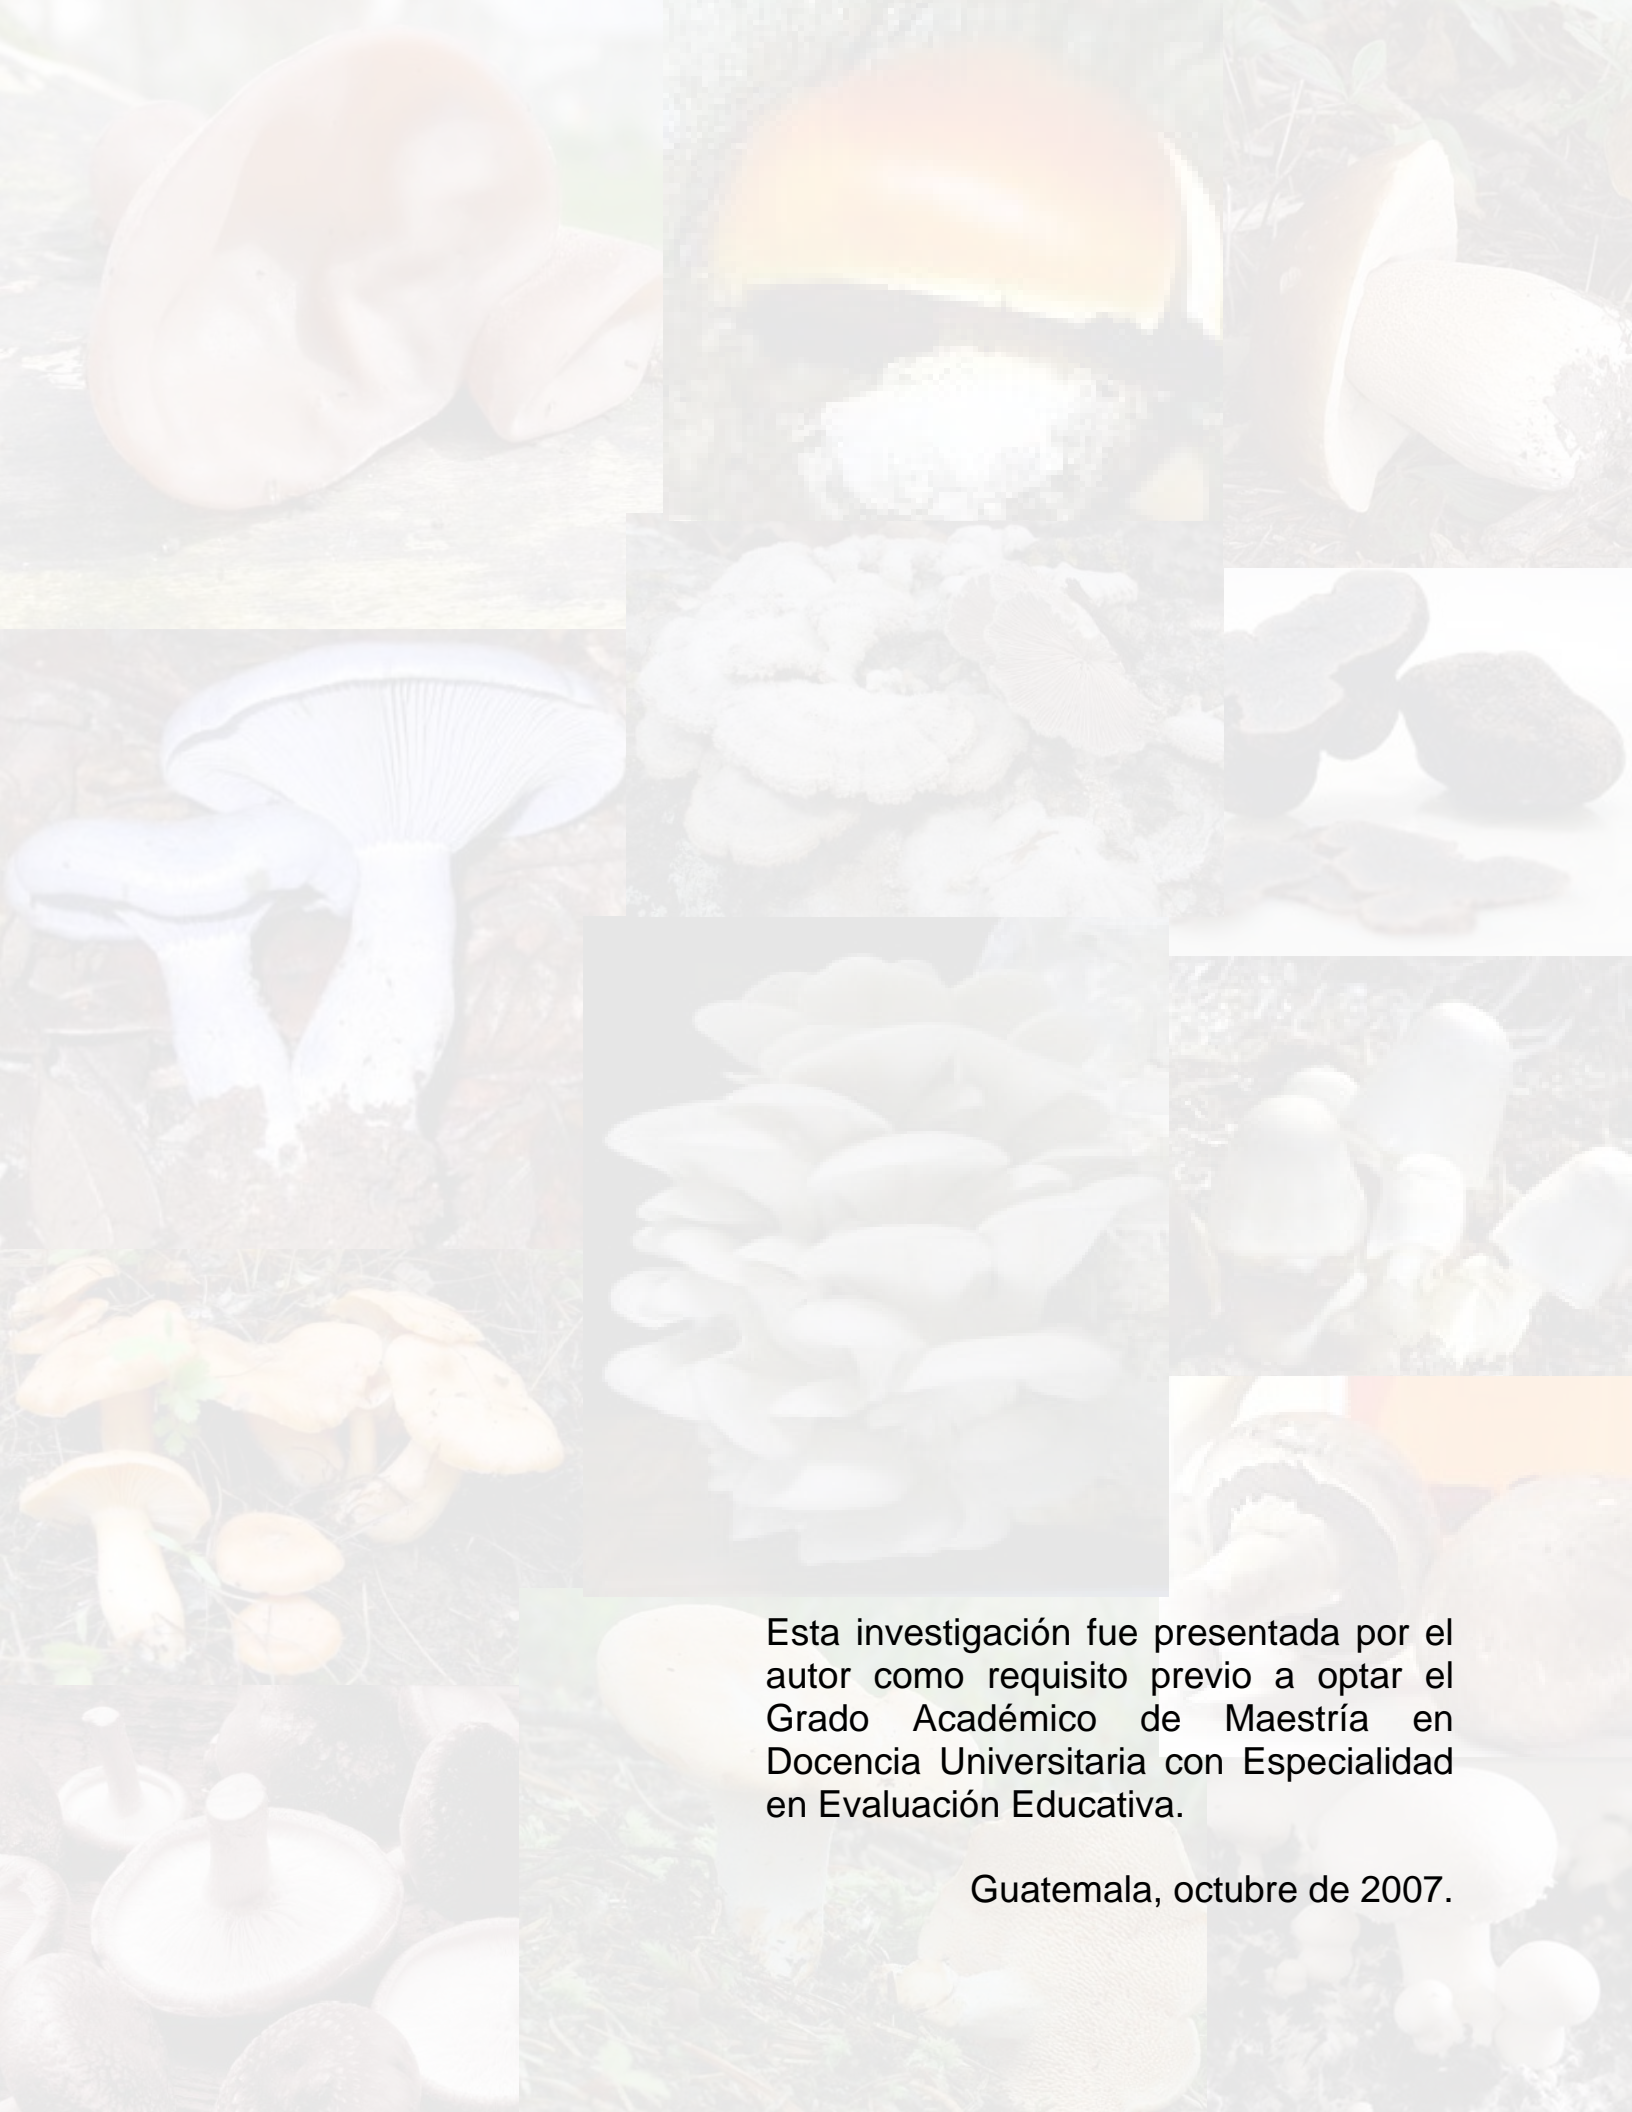 Esta investigación fue presentada por el
autor como requisito previo a optar el
Grado Académico de Maestría en
Docencia Universitaria con Especialidad
en Evaluación Educativa.
Guatemala, octubre de 2007.